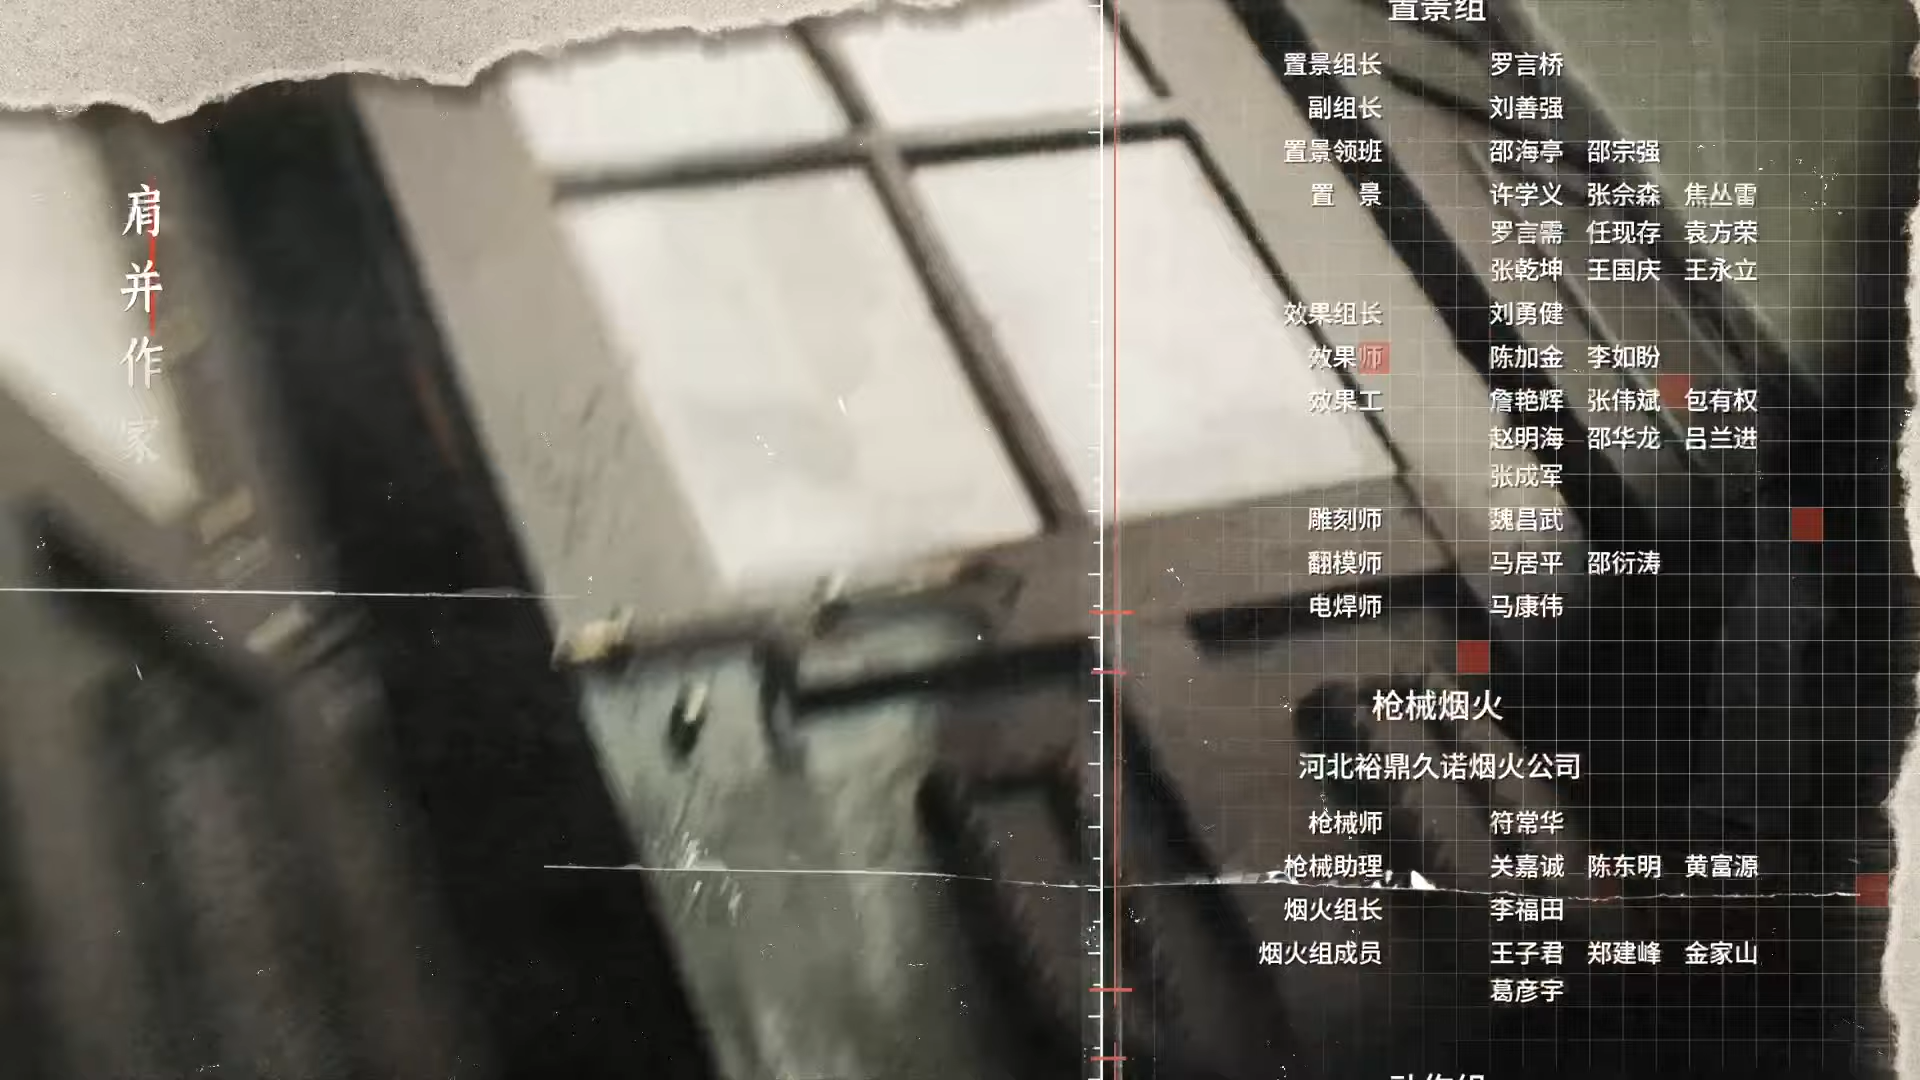 肩并作家
置景组
置景组长 罗言桥
副组长 刘善强
置景领班 邵海亭 邵宗强
置 景 许学义 张佘森 焦丛雷
罗言需 任现存 袁方荣
张乾坤 王国庆 王永立
效果组长 刘勇健
效果师 陈加金 李如盼
效果工 詹艳辉 张伟斌 包有权
赵明海 邵华龙 吕兰进
张成军
雕刻师 魏昌武
翻模师 马居平 邵衍涛
电焊师 马康伟
枪械烟火
河北裕鼎久诺烟火公司
枪械师 符常华
枪械助理 关嘉诚 陈东明 黄富源
烟火组长 李福田
烟火组成员 王子君 郑建峰 金家山
葛彦宇